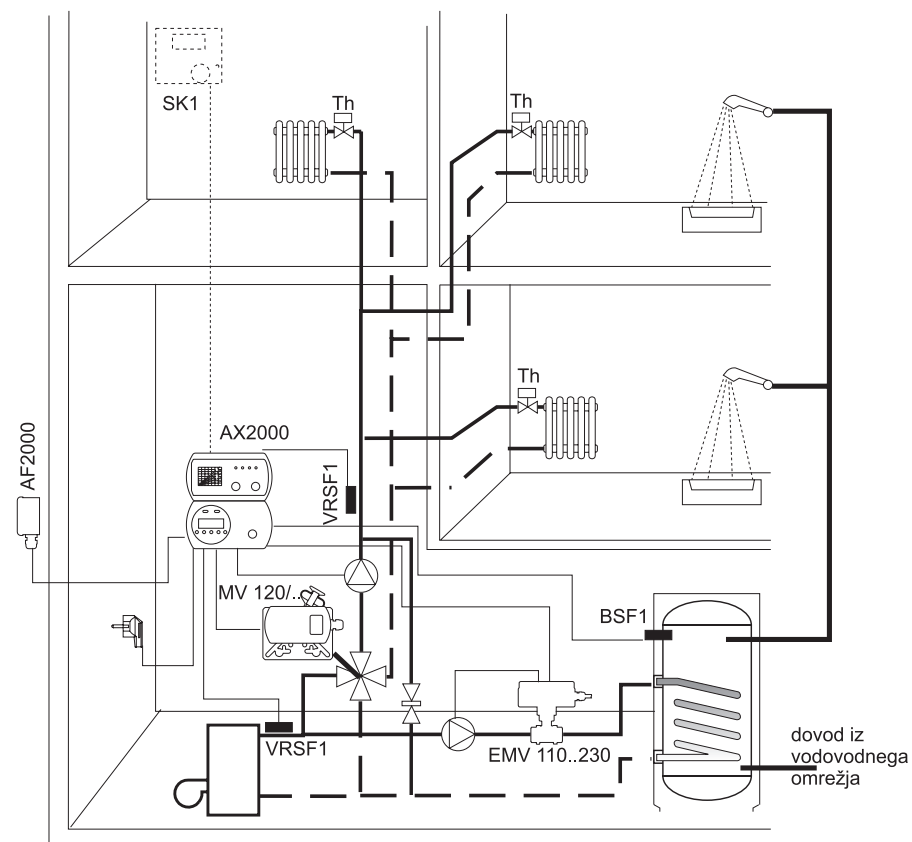 SK1
Th
Th
Th
AX2000
AF2000
VRSF1
MV 120/..
BSF1
VRSF1
EMV 110..230
dovod iz
vodovodnega
omrežja